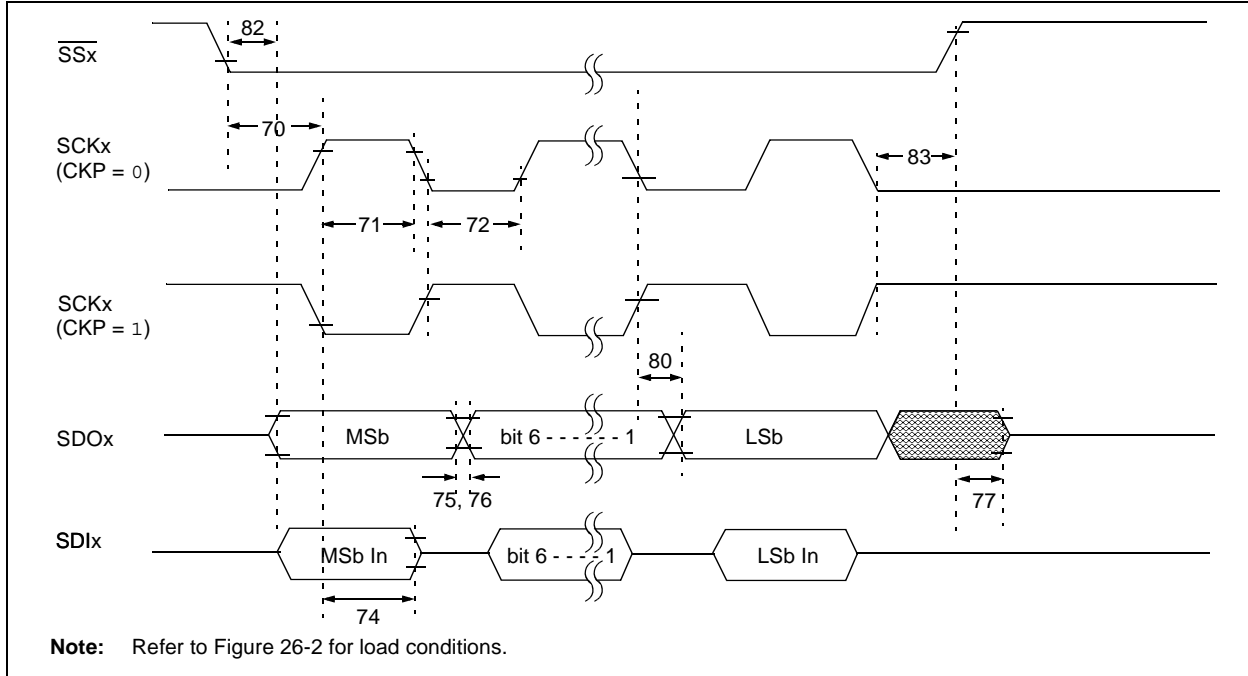 82
SSx
70
SCKx
(CKP = 0)
83
71
72
SCKx
(CKP = 1)
80
SDOx
MSb
bit 6 - - - - - - 1
LSb
75, 76
77
SDIx
MSb In
bit 6 - - - - 1
LSb In
74
Note: Refer to Figure 26-2 for load conditions.